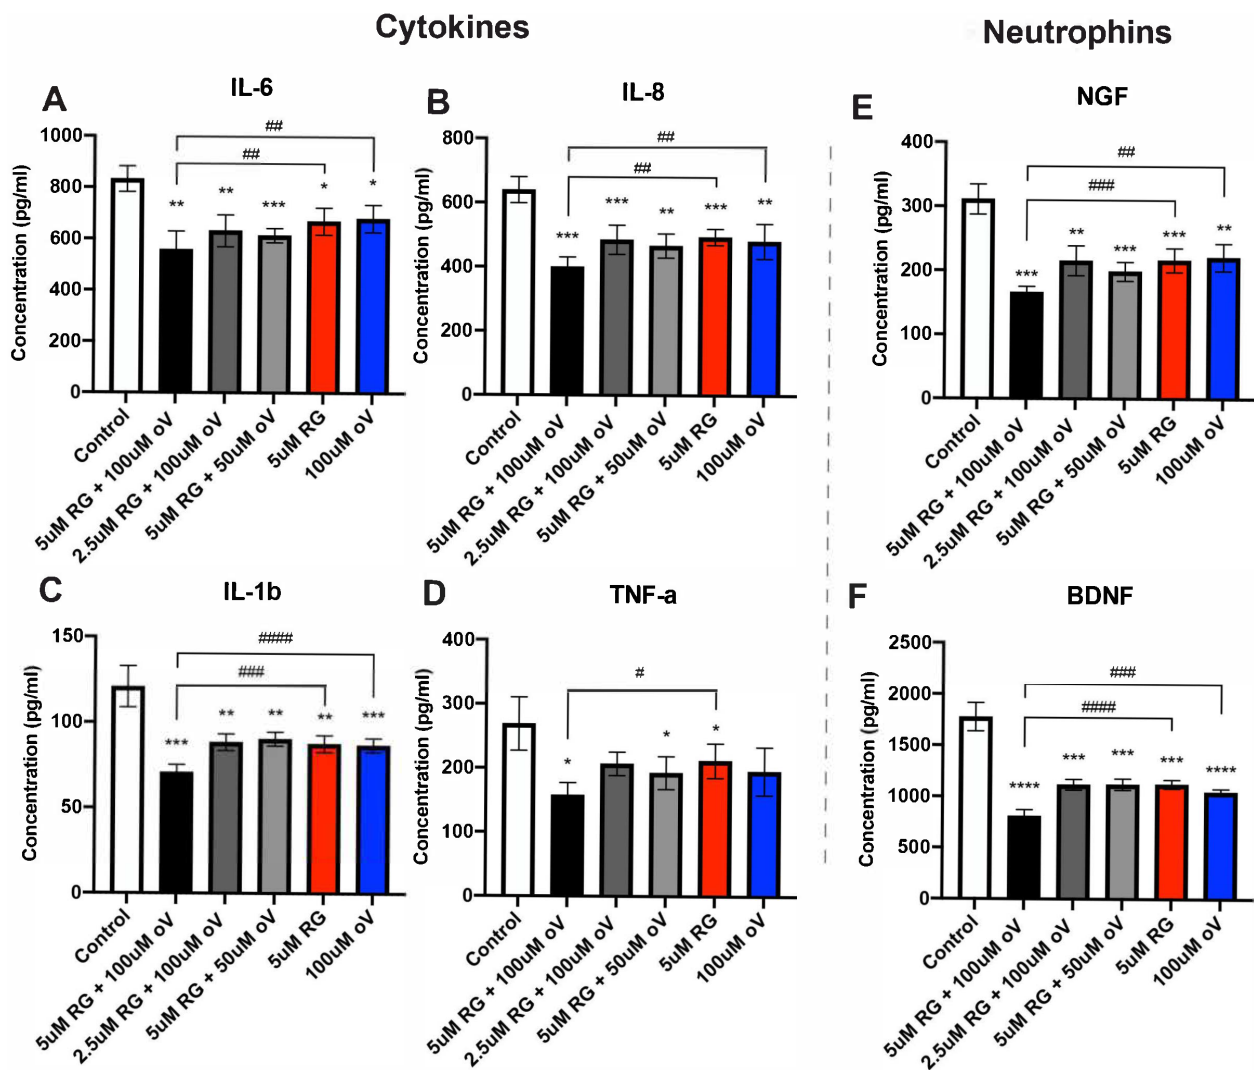 Cytokines
Neutrophins
A
IL-6
Concentration (pg/ml)
1000
800
600
400
200
0
##
##
**
**
***
*
*
Control
5uM RG + 100uM oV
2.5uM RG + 100uM oV
5uM RG + 50uM oV
5uM RG
100uM oV
B
IL-8
Concentration (pg/ml)
800
600
400
200
0
##
##
***
***
**
***
**
Control
5uM RG + 100uM oV
2.5uM RG + 100uM oV
5uM RG + 50uM oV
5uM RG
100uM oV
E
NGF
Concentration (pg/ml)
400
300
200
100
0
##
###
***
**
***
***
**
Control
5uM RG + 100uM oV
2.5uM RG + 100uM oV
5uM RG + 50uM oV
5uM RG
100uM oV
C
IL-1b
Concentration (pg/ml)
150
100
50
0
####
###
***
**
**
**
***
Control
5uM RG + 100uM oV
2.5uM RG + 100uM oV
5uM RG + 50uM oV
5uM RG
100uM oV
D
TNF-a
Concentration (pg/ml)
400
300
200
100
0
#
*
*
*
Control
5uM RG + 100uM oV
2.5uM RG + 100uM oV
5uM RG + 50uM oV
5uM RG
100uM oV
F
BDNF
Concentration (pg/ml)
2500
2000
1500
1000
500
0
###
####
****
***
***
***
****
Control
5uM RG + 100uM oV
2.5uM RG + 100uM oV
5uM RG + 50uM oV
5uM RG
100uM oV